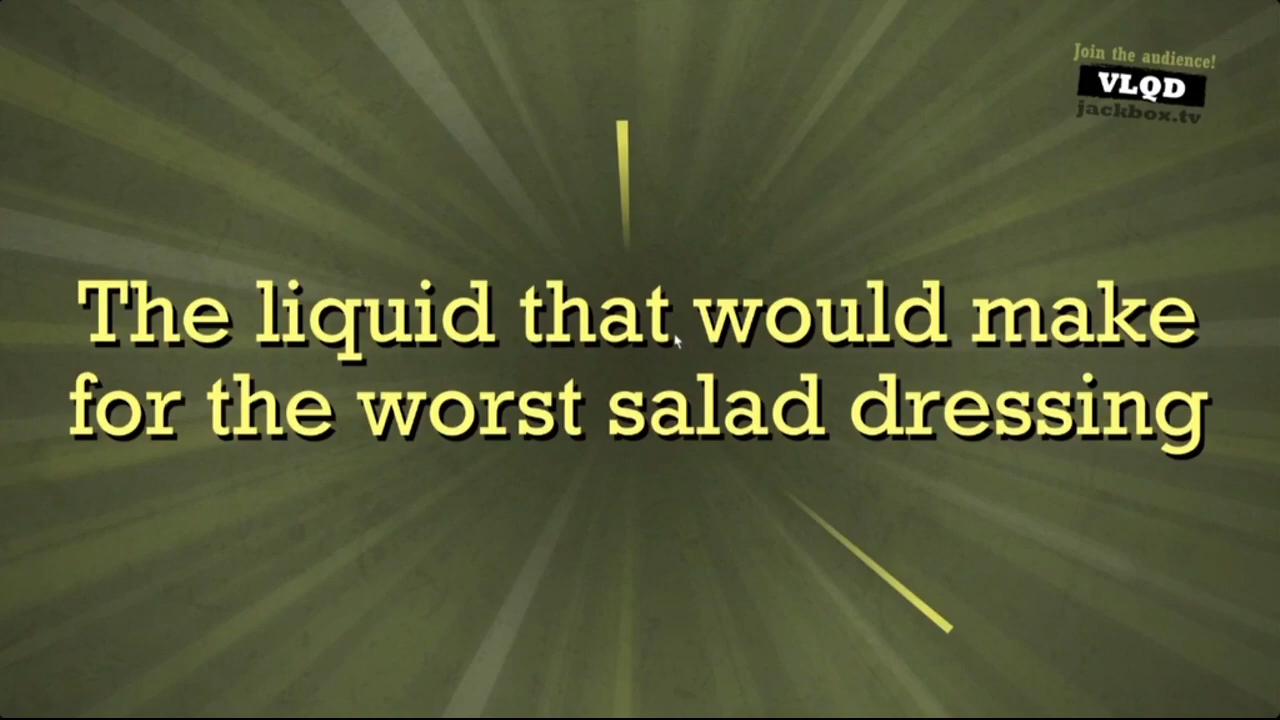 Join the audience!
VLQD
jackbox.tv
The liquid that would make
for the worst salad dressing